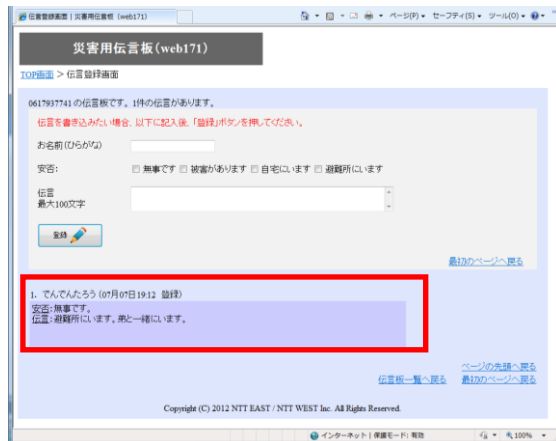 伝言登録画面 | 災害用伝言板 (web171)
ページ(P) セーフティ(S) ツール(O)
災害用伝言板(web171)
TOP画面 > 伝言登録画面
0617937741 の伝言板です。1件の伝言があります。
伝言を書き込みたい場合、以下に記入後、「登録」ボタンを押してください。
お名前(ひらがな)
安否: 無事です 被害があります 自宅にいます 避難所にいます
伝言
最大100文字
登録
最初のページへ戻る
1. でんでんたろう (07月07日19:12 登録)
安否:無事です。
伝言:避難所にいます。弟と一緒にいます。
ページの先頭へ戻る
伝言板一覧へ戻る 最初のページへ戻る
Copyright (C) 2012 NTT EAST / NTT WEST Inc. All Rights Reserved.
インターネット | 保護モード: 有効 100%